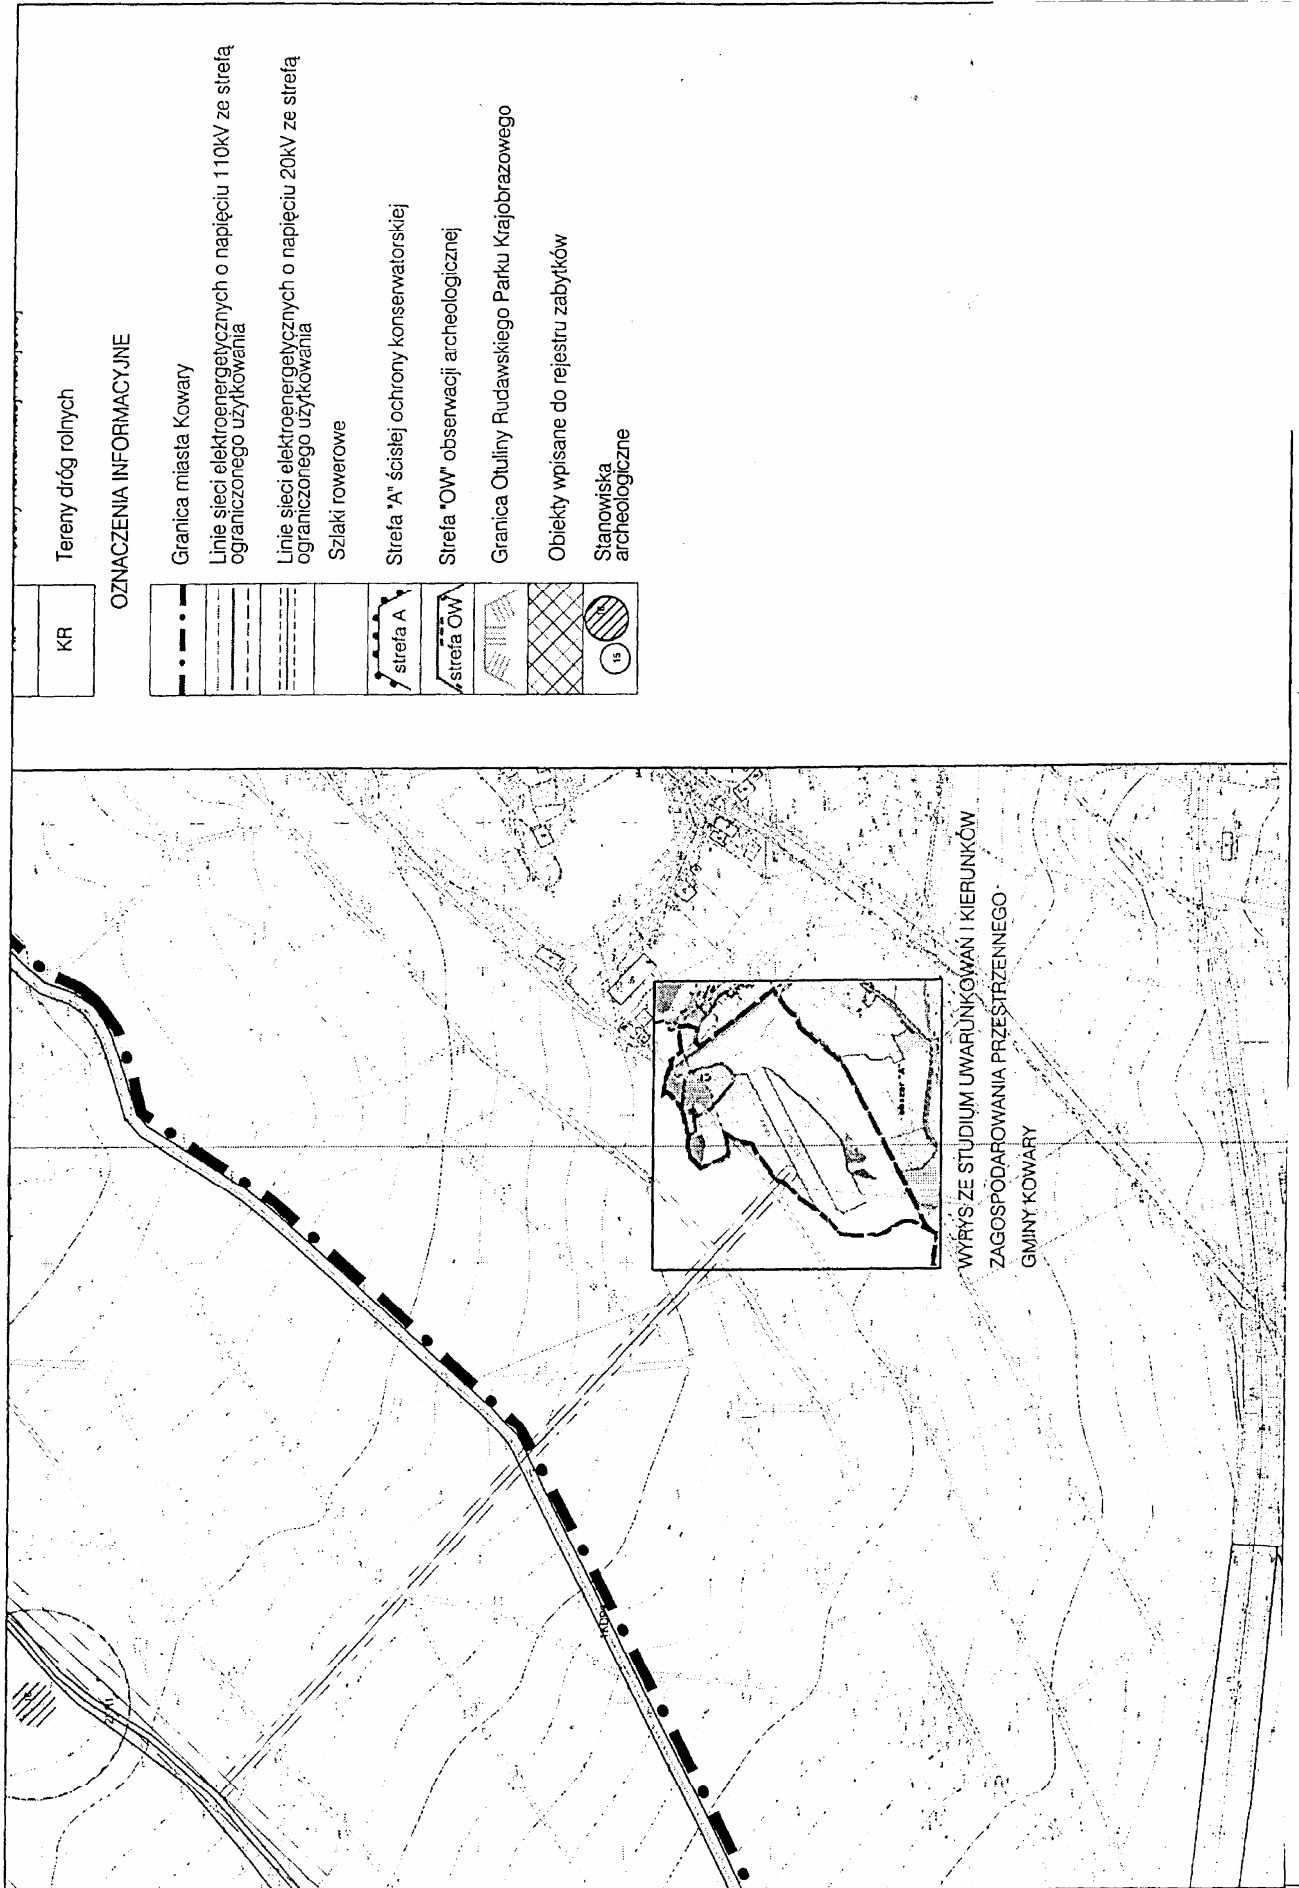 KR
Tereny dróg rolnych
OZNACZENIA INFORMACYJNE
Granica miasta Kowary
Linie sieci elektroenergetycznych o napięciu 110kV ze strefą
ograniczonego użytkowania
Linie sieci elektroenergetycznych o napięciu 20kV ze strefą
ograniczonego użytkowania
Szlaki rowerowe
strefa A
Strefa "A" ścisłej ochrony konserwatorskiej
strefa OW
Strefa "OW" obserwacji archeologicznej
Granica Otuliny Rudawskiego Parku Krajobrazowego
Obiekty wpisane do rejestru zabytków
15
Stanowiska
archeologiczne
obszar "A"
WYRYS ZE STUDIUM UWARUNKOWAŃ I KIERUNKÓW
ZAGOSPODAROWANIA PRZESTRZENNEGO
GMINY KOWARY